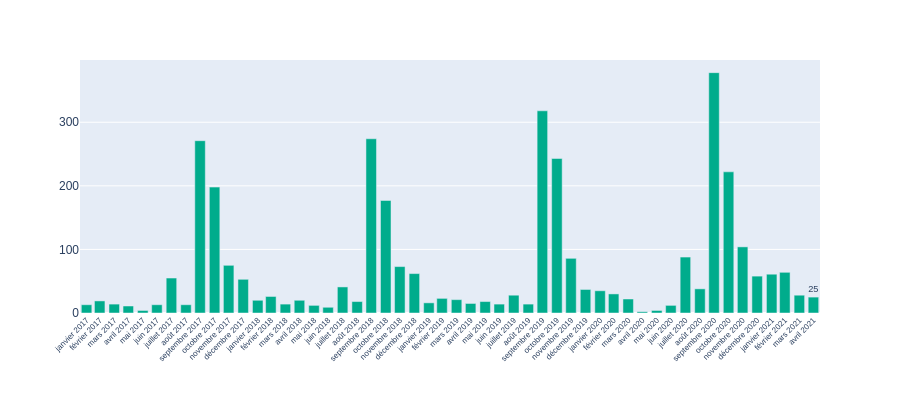 300
200
100
0
25
janvier 2017
février 2017
mars 2017
avril 2017
mai 2017
juin 2017
juillet 2017
août 2017
septembre 2017
octobre 2017
novembre 2017
décembre 2017
janvier 2018
février 2018
mars 2018
avril 2018
mai 2018
juin 2018
juillet 2018
août 2018
septembre 2018
octobre 2018
novembre 2018
décembre 2018
janvier 2019
février 2019
mars 2019
avril 2019
mai 2019
juin 2019
juillet 2019
août 2019
septembre 2019
octobre 2019
novembre 2019
décembre 2019
janvier 2020
février 2020
mars 2020
avril 2020
mai 2020
juin 2020
juillet 2020
août 2020
septembre 2020
octobre 2020
novembre 2020
décembre 2020
janvier 2021
février 2021
mars 2021
avril 2021